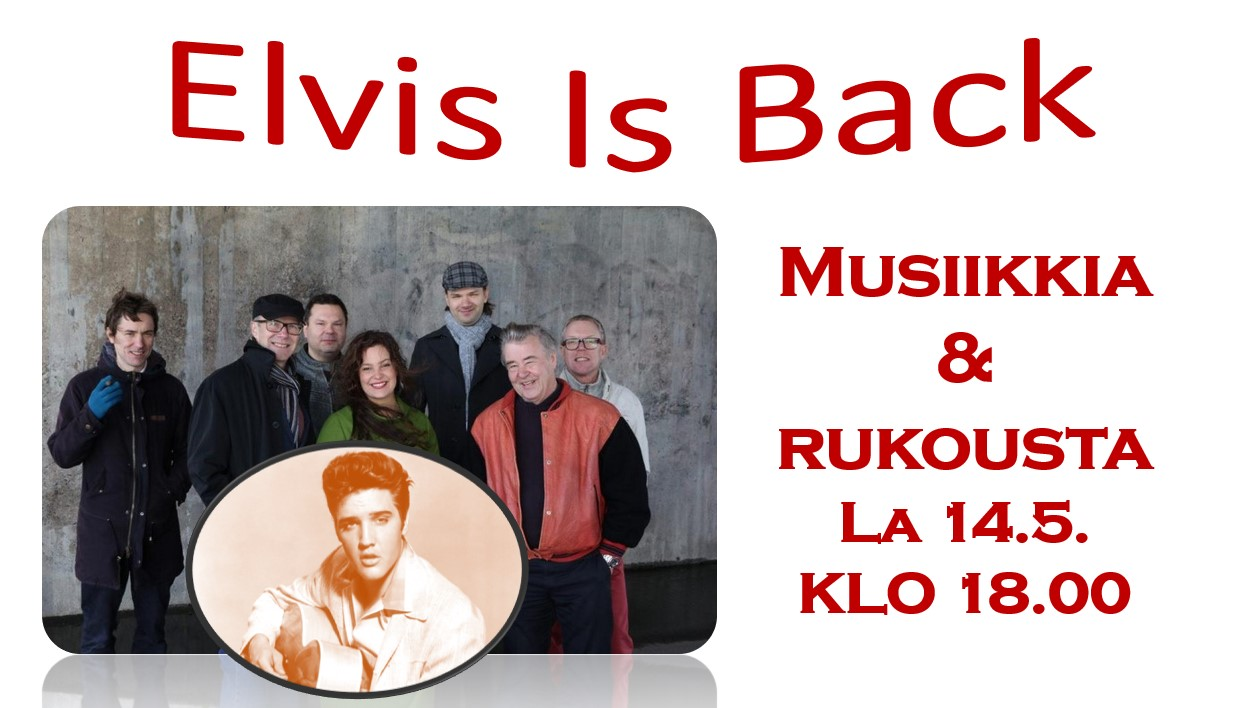 Elvis Is Back
Musiikkia
&
rukousta
La 14.5.
klo 18.00